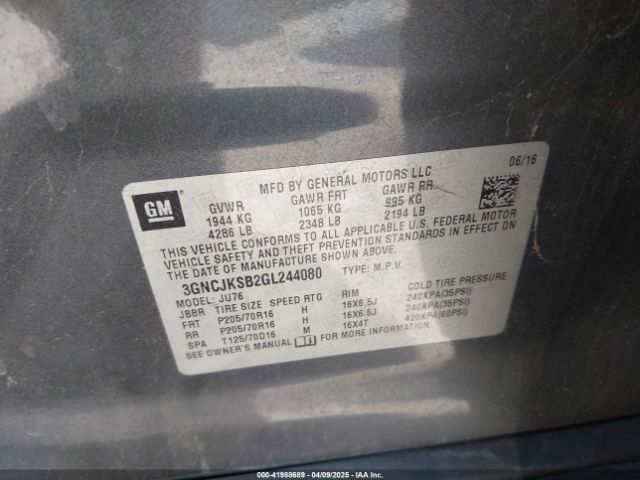 GM
MFD BY GENERAL MOTORS LLC
06/16
GVWR GAWR FRT GAWR RR
1944 KG 1065 KG 995 KG
4286 LB 2348 LB 2194 LB
THIS VEHICLE CONFORMS TO ALL APPLICABLE U.S. FEDERAL MOTOR
VEHICLE SAFETY AND THEFT PREVENTION STANDARDS IN EFFECT ON THE
DATE OF MANUFACTURE SHOWN ABOVE.
3GNCJKSB2GL244080 TYPE: M.P.V.
MODEL: JU76
JBBR TIRE SIZE SPEED RTG RIM COLD TIRE PRESSURE
FRT P205/70R16 H 16X6.5J 240KPA(35PSI)
RR P205/70R16 H 16X6.5J 240KPA(35PSI)
SPA T125/70D16 M 16X4T 420KPA(60PSI)
SEE OWNER'S MANUAL FOR MORE INFORMATION.
000-41988689 04/09/2025 IAAI.COM